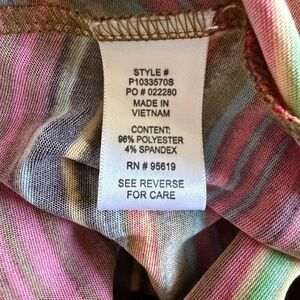 STYLE #
P1033570S
PO # 022280
MADE IN
VIETNAM
CONTENT:
96% POLYESTER
4% SPANDEX
RN # 95619
SEE REVERSE
FOR CARE